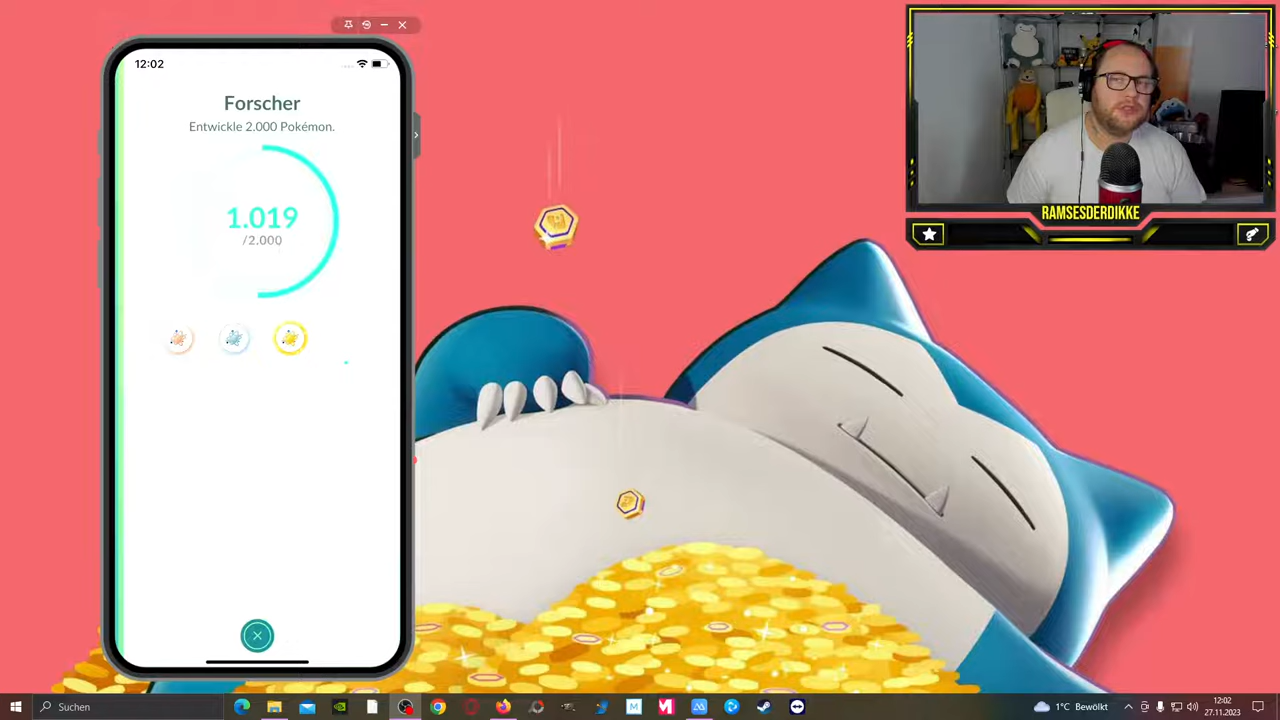 12:02
Forscher
Entwickle 2.000 Pokémon.
1.019
/2.000
RAMSESDERDIKKE
Suchen
1°C Bewölkt
12:02
27.11.2023